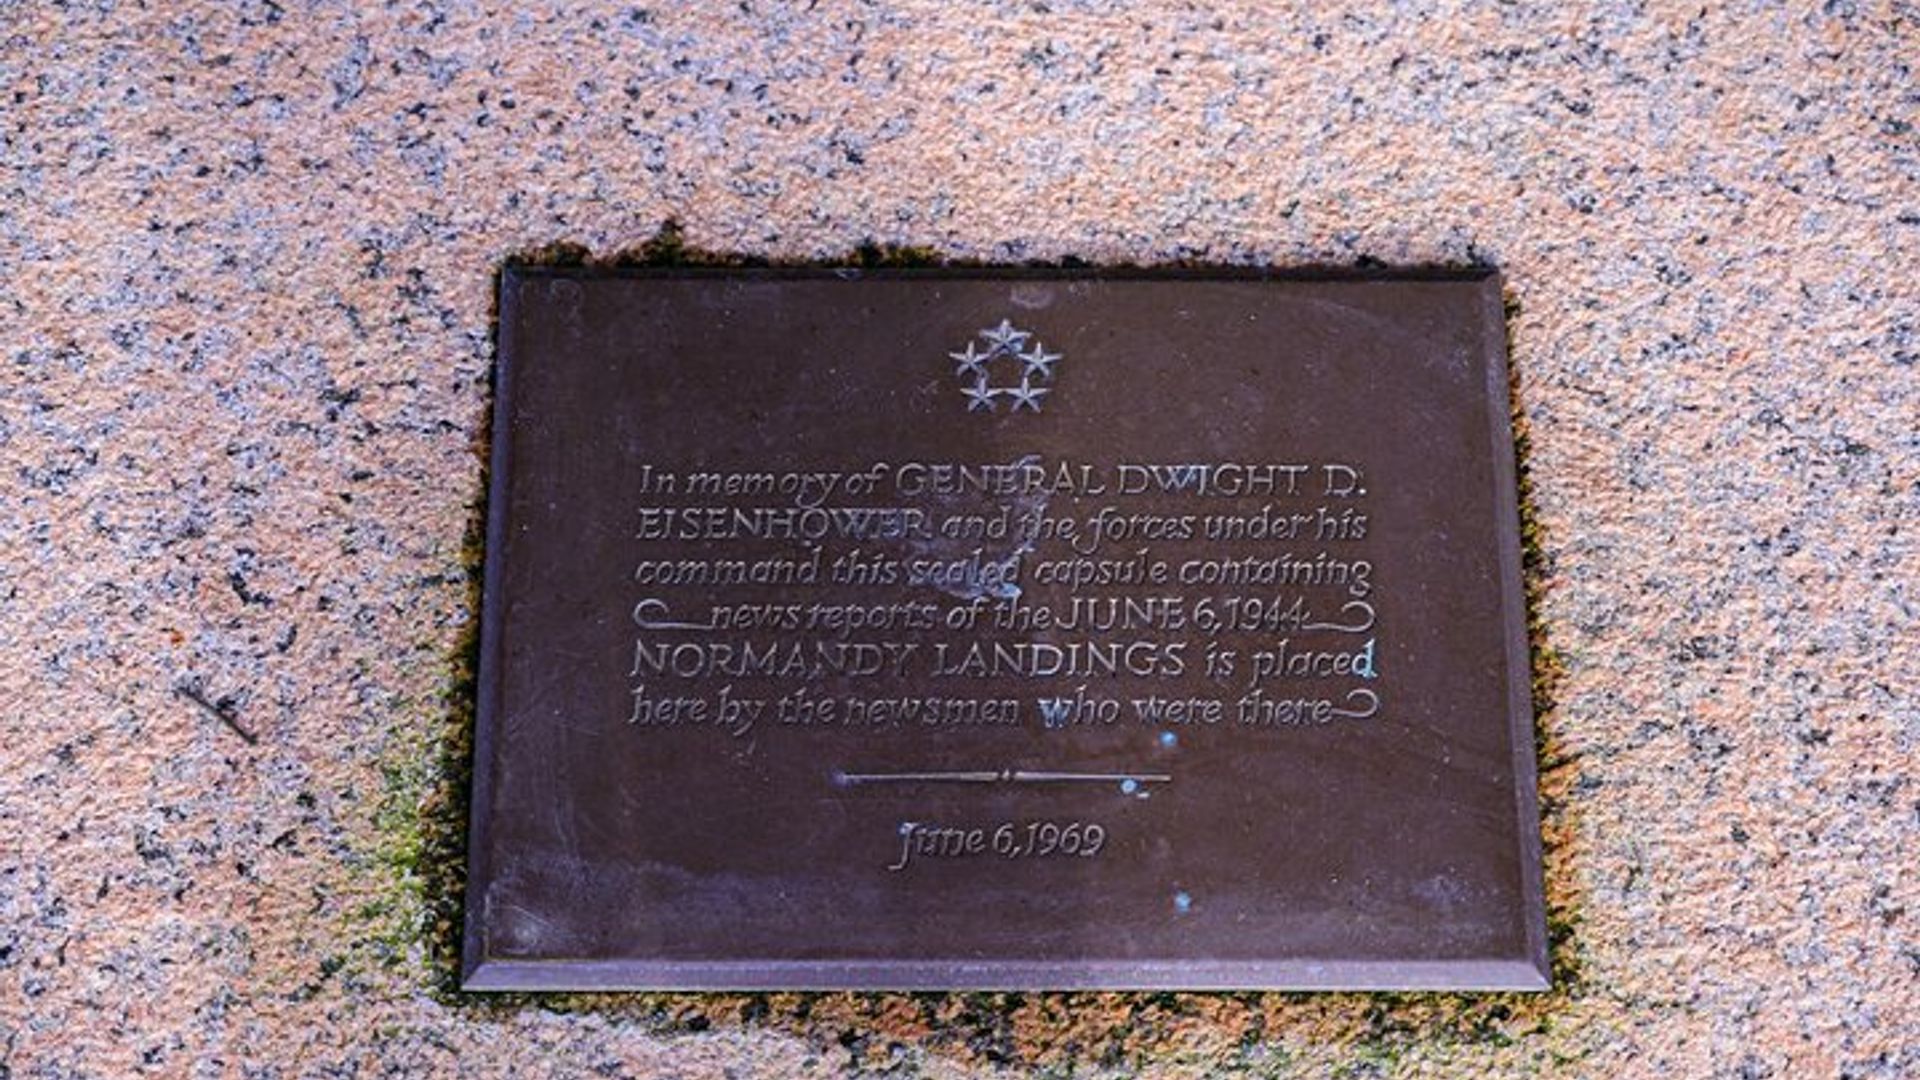 In memory of GENERAL DWIGHT D.
EISENHOWER and the forces under his
command this sealed capsule containing
news reports of the JUNE 6, 1944
NORMANDY LANDINGS is placed
here by the newsmen who were there
June 6, 1969